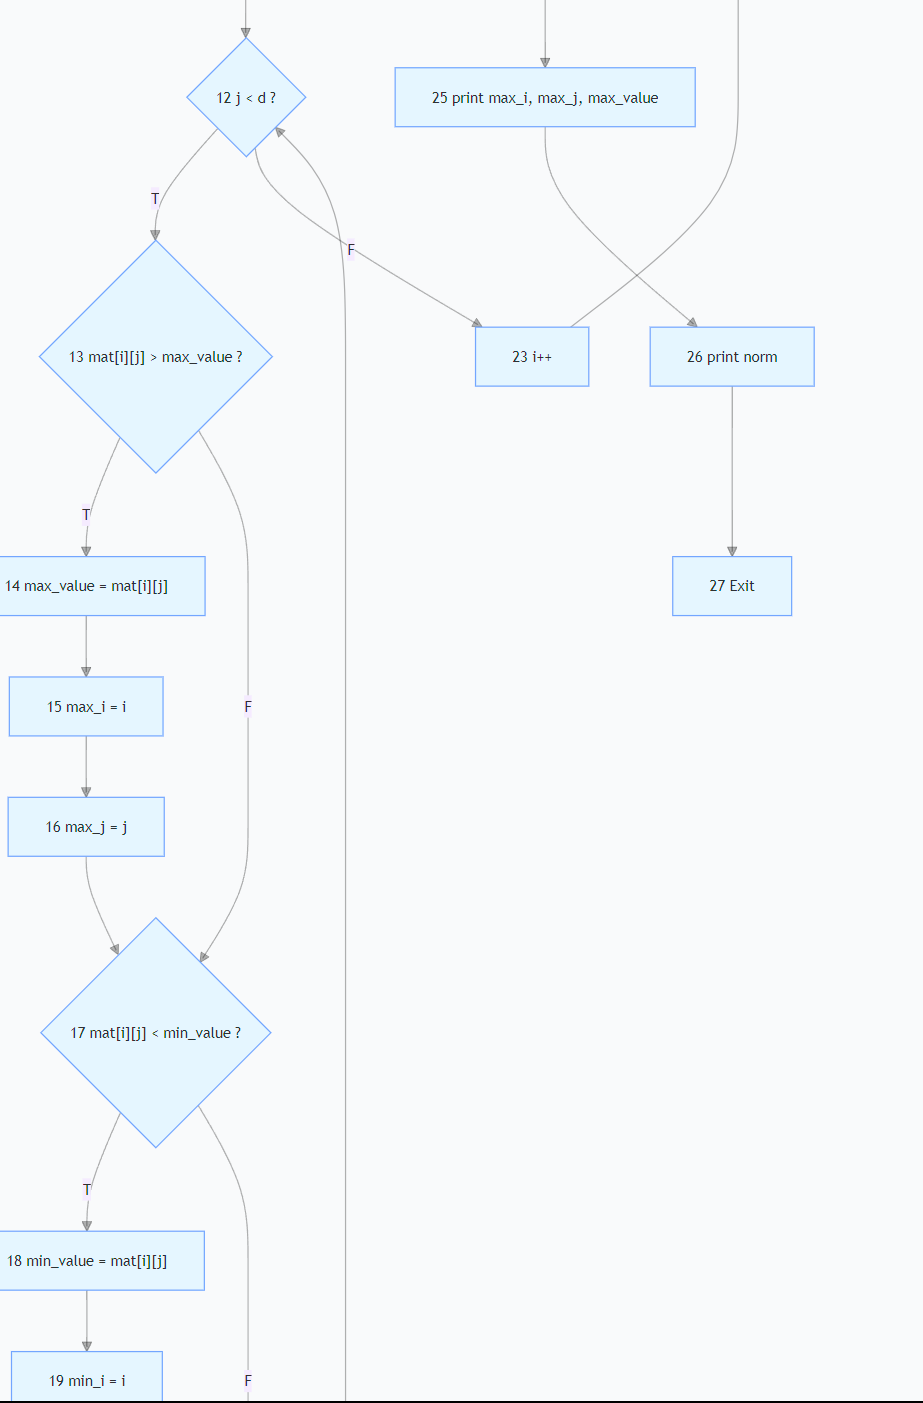 12 j < d ?
25 print max_i, max_j, max_value
T
F
13 mat[i][j] > max_value ?
23 i++
26 print norm
T
14 max_value = mat[i][j]
27 Exit
15 max_i = i
F
16 max_j = j
17 mat[i][j] < min_value ?
T
18 min_value = mat[i][j]
19 min_i = i
F